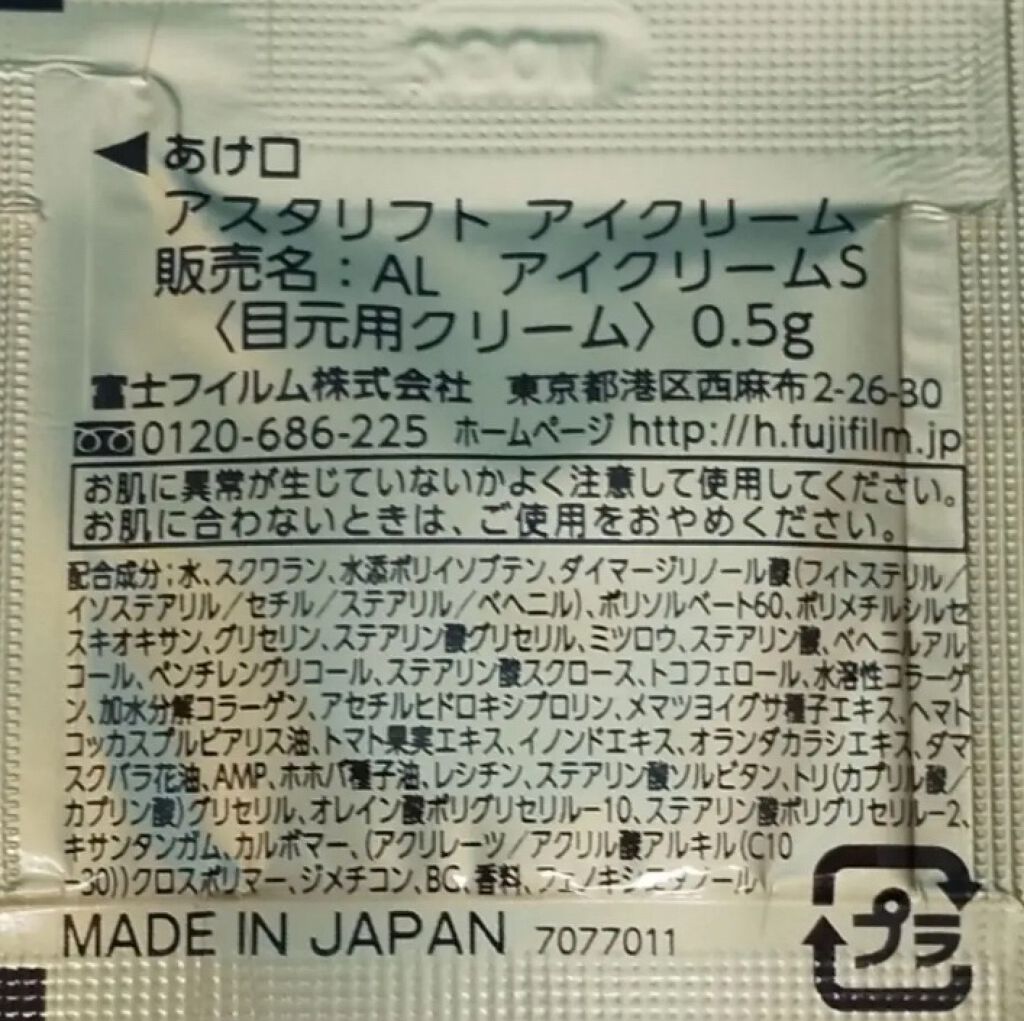 あけ口
アスタリフト アイクリーム
販売名：AL アイクリームS
〈目元用クリーム〉 0.5g
富士フイルム株式会社 東京都港区西麻布2-26-30
0120-686-225 ホームページ http://h.fujifilm.jp
お肌に異常が生じていないかよく注意して使用してください。
お肌に合わないときは、ご使用をおやめください。
配合成分；水、スクワラン、水添ポリイソブテン、ダイマージリノール酸(フィトステリル／
イソステアリル／セチル／ステアリル／ベヘニル)、ポリソルベート60、ポリメチルシルセ
スキオキサン、グリセリン、ステアリン酸グリセリル、ミツロウ、ステアリン酸、ベヘニルアル
コール、ペンチレングリコール、ステアリン酸スクロース、トコフェロール、水溶性コラーゲ
ン、加水分解コラーゲン、アセチルヒドロキシプロリン、メマツヨイグサ種子エキス、ヘマト
コッカスプルビアリス油、トマト果実エキス、イノンドエキス、オランダカラシエキス、ダマ
スクバラ花油、AMP、ホホバ種子油、レシチン、ステアリン酸ソルビタン、トリ(カプリル酸／
カプリン酸)グリセリル、オレイン酸ポリグリセリル−10、ステアリン酸ポリグリセリル−2、
キサンタンガム、カルボマー、(アクリレーツ／アクリル酸アルキル(C10
−30))クロスポリマー、ジメチコン、BG、香料、フェノキシエタノール
MADE IN JAPAN 7077011
プラ